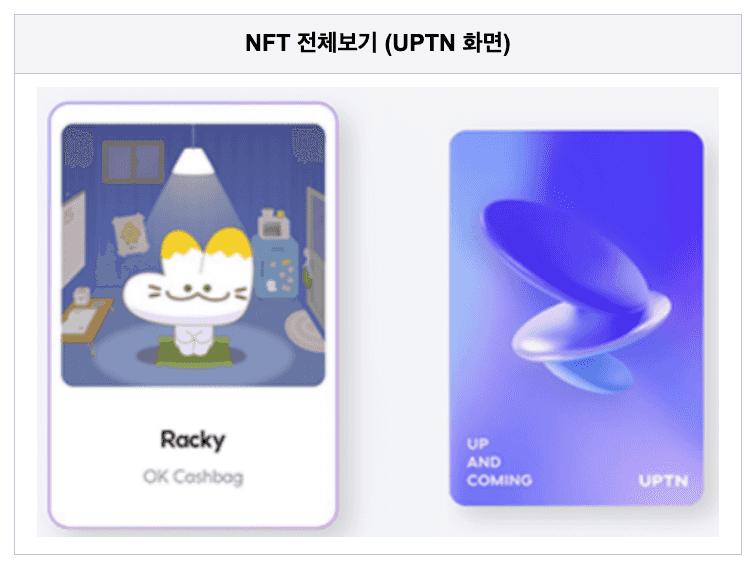 NFT 전체보기 (UPTN 화면)
Racky
OK Cashbag
UP
AND
COMING
UPTN